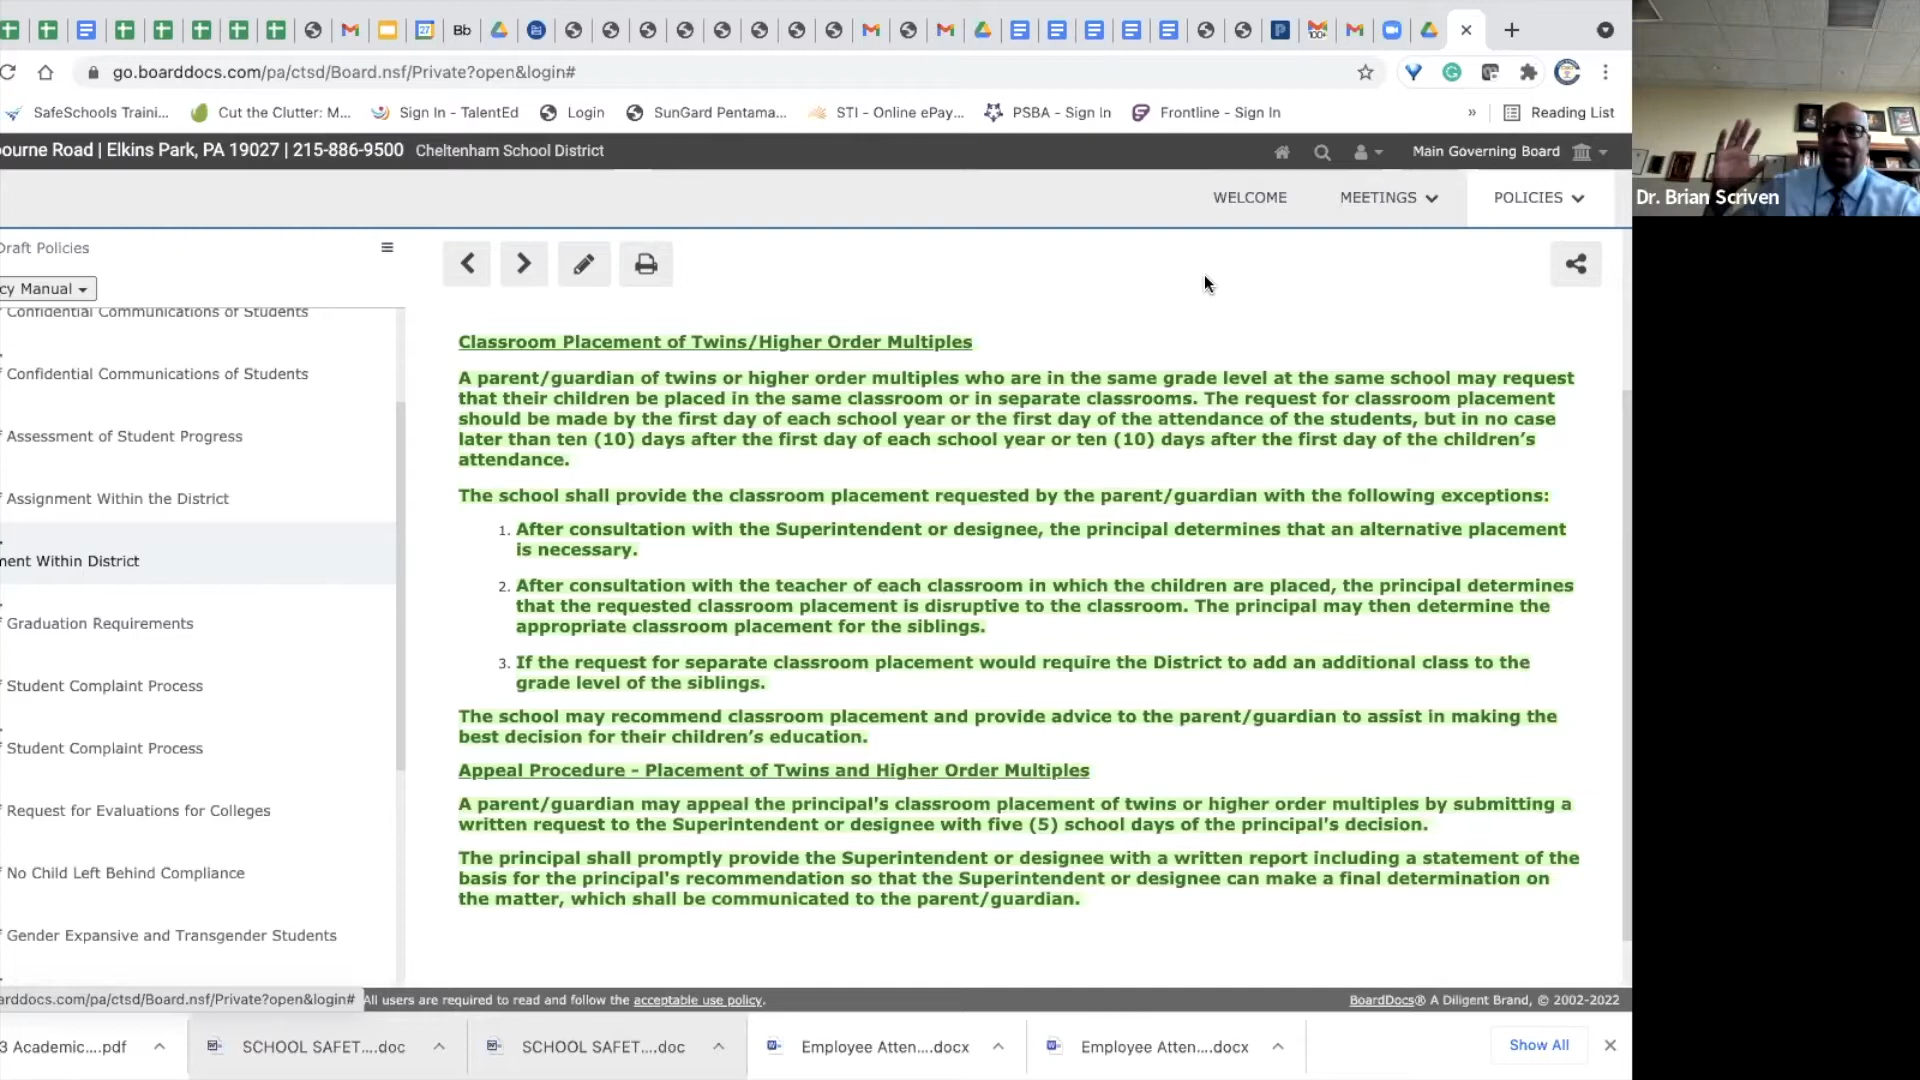 Bb
go.boarddocs.com/pa/ctsd/Board.nsf/Private?open&login#
SafeSchools Traini...
Cut the Clutter: M...
Sign In - TalentEd
Login
SunGard Pentama...
STI - Online ePay...
PSBA - Sign In
Frontline - Sign In
»
Reading List
ourne Road | Elkins Park, PA 19027 | 215-886-9500 Cheltenham School District
Main Governing Board
Dr. Brian Scriven
WELCOME
MEETINGS
POLICIES
Draft Policies
cy Manual
Confidential Communications of Students
Confidential Communications of Students
Assessment of Student Progress
Assignment Within the District
ment Within District
Graduation Requirements
Student Complaint Process
Student Complaint Process
Request for Evaluations for Colleges
No Child Left Behind Compliance
Gender Expansive and Transgender Students
Classroom Placement of Twins/Higher Order Multiples
A parent/guardian of twins or higher order multiples who are in the same grade level at the same school may request
that their children be placed in the same classroom or in separate classrooms. The request for classroom placement
should be made by the first day of each school year or the first day of the attendance of the students, but in no case
later than ten (10) days after the first day of each school year or ten (10) days after the first day of the children's
attendance.
The school shall provide the classroom placement requested by the parent/guardian with the following exceptions:
1. After consultation with the Superintendent or designee, the principal determines that an alternative placement
is necessary.
2. After consultation with the teacher of each classroom in which the children are placed, the principal determines
that the requested classroom placement is disruptive to the classroom. The principal may then determine the
appropriate classroom placement for the siblings.
3. If the request for separate classroom placement would require the District to add an additional class to the
grade level of the siblings.
The school may recommend classroom placement and provide advice to the parent/guardian to assist in making the
best decision for their children's education.
Appeal Procedure - Placement of Twins and Higher Order Multiples
A parent/guardian may appeal the principal's classroom placement of twins or higher order multiples by submitting a
written request to the Superintendent or designee with five (5) school days of the principal's decision.
The principal shall promptly provide the Superintendent or designee with a written report including a statement of the
basis for the principal's recommendation so that the Superintendent or designee can make a final determination on
the matter, which shall be communicated to the parent/guardian.
arddocs.com/pa/ctsd/Board.nsf/Private?open&login#
All users are required to read and follow the acceptable use policy.
BoardDocs® A Diligent Brand, © 2002-2022
3 Academic....pdf
SCHOOL SAFET....doc
SCHOOL SAFET....doc
Employee Atten....docx
Employee Atten....docx
Show All